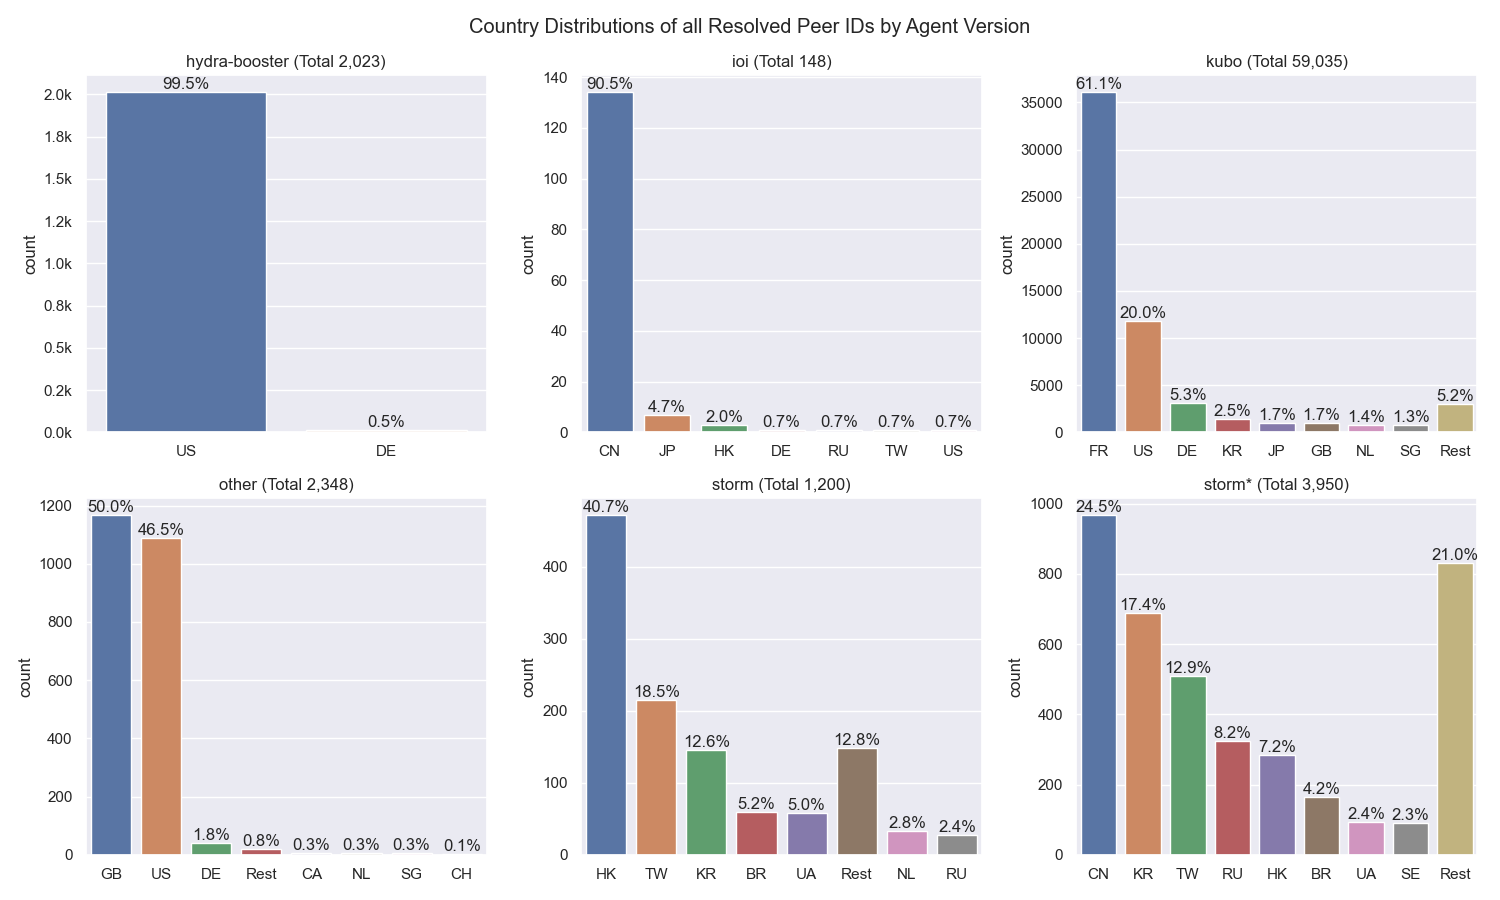 Country Distributions of all Resolved Peer IDs by Agent Version
hydra-booster (Total 2,023)
count
2.0k
1.8k
1.5k
1.2k
1.0k
0.8k
0.5k
0.2k
0.0k
99.5%
0.5%
US DE
ioi (Total 148)
count
140
120
100
80
60
40
20
0
90.5%
4.7%
2.0%
0.7%
0.7%
0.7%
0.7%
CN JP HK DE RU TW US
kubo (Total 59,035)
count
35000
30000
25000
20000
15000
10000
5000
0
61.1%
20.0%
5.3%
2.5%
1.7%
1.7%
1.4%
1.3%
5.2%
FR US DE KR JP GB NL SG Rest
other (Total 2,348)
count
1200
1000
800
600
400
200
0
50.0%
46.5%
1.8%
0.8%
0.3%
0.3%
0.3%
0.1%
GB US DE Rest CA NL SG CH
storm (Total 1,200)
count
400
300
200
100
0
40.7%
18.5%
12.6%
5.2%
5.0%
12.8%
2.8%
2.4%
HK TW KR BR UA Rest NL RU
storm* (Total 3,950)
count
1000
800
600
400
200
0
24.5%
17.4%
12.9%
8.2%
7.2%
4.2%
2.4%
2.3%
21.0%
CN KR TW RU HK BR UA SE Rest